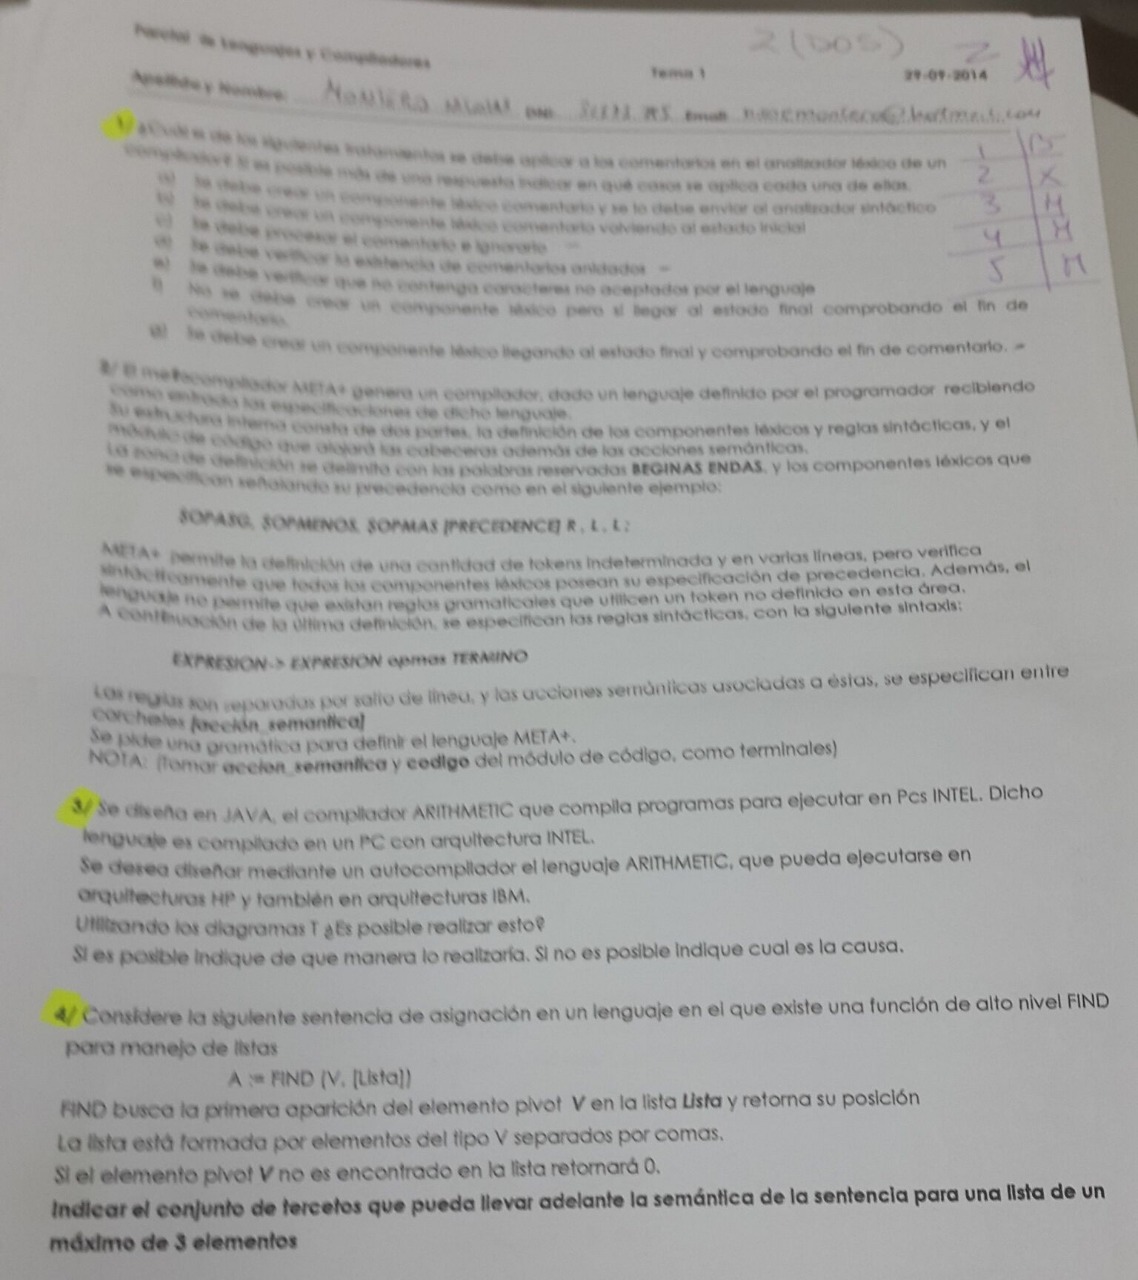 Parcial de Lenguajes y Compiladores
2 (DOS) 2
Tema 1 29-09-2014
Apellido y Nombre: DNI: Email:
1/ ¿Cuál es de los siguientes tratamientos se debe aplicar a los comentarios en el analizador léxico de un
compilador? Si es posible más de una respuesta indicar en qué casos se aplica cada una de ellas.
a) Se debe crear un componente léxico comentario y se lo debe enviar al analizador sintáctico
b) Se debe crear un componente léxico comentario volviendo al estado inicial
c) Se debe procesar el comentario e ignorarlo
d) Se debe verificar la existencia de comentarios anidados
e) Se debe verificar que no contenga caracteres no aceptados por el lenguaje
f) No se debe crear un componente léxico pero sí llegar al estado final comprobando el fin de
comentario.
g) Se debe crear un componente léxico llegando al estado final y comprobando el fin de comentario.
1 B-
2 X
3 M
4 M
5 M
2/ El metacompilador META+ genera un compilador, dado un lenguaje definido por el programador recibiendo
como entrada las especificaciones de dicho lenguaje.
Su estructura interna consta de dos partes, la definición de los componentes léxicos y reglas sintácticas, y el
módulo de código que alojará las cabeceras además de las acciones semánticas.
La zona de definición se delimita con las palabras reservadas BEGINAS ENDAS, y los componentes léxicos que
se especifican señalando su precedencia como en el siguiente ejemplo:
$OPASG, $OPMENOS, $OPMAS [PRECEDENCE] R , L , L ;
META+ permite la definición de una cantidad de tokens indeterminada y en varias líneas, pero verifica
sintácticamente que todos los componentes léxicos posean su especificación de precedencia. Además, el
lenguaje no permite que existan reglas gramaticales que utilicen un token no definido en esta área.
A continuación de la última definición, se especifican las reglas sintácticas, con la siguiente sintaxis:
EXPRESION-> EXPRESION opmas TERMINO
Las reglas son separadas por salto de línea, y las acciones semánticas asociadas a éstas, se especifican entre
corchetes [acción_semantica]
Se pide una gramática para definir el lenguaje META+.
NOTA: (Tomar accion_semantica y codigo del módulo de código, como terminales)
3/ Se diseña en JAVA, el compilador ARITHMETIC que compila programas para ejecutar en Pcs INTEL. Dicho
lenguaje es compilado en un PC con arquitectura INTEL.
Se desea diseñar mediante un autocompilador el lenguaje ARITHMETIC, que pueda ejecutarse en
arquitecturas HP y también en arquitecturas IBM.
Utilizando los diagramas T ¿Es posible realizar esto?
Si es posible indique de que manera lo realizaría. Si no es posible indique cual es la causa.
4/ Considere la siguiente sentencia de asignación en un lenguaje en el que existe una función de alto nivel FIND
para manejo de listas
A := FIND (V, [Lista])
FIND busca la primera aparición del elemento pivot V en la lista Lista y retorna su posición
La lista está formada por elementos del tipo V separados por comas.
Si el elemento pivot V no es encontrado en la lista retornará 0.
Indicar el conjunto de tercetos que pueda llevar adelante la semántica de la sentencia para una lista de un
máximo de 3 elementos